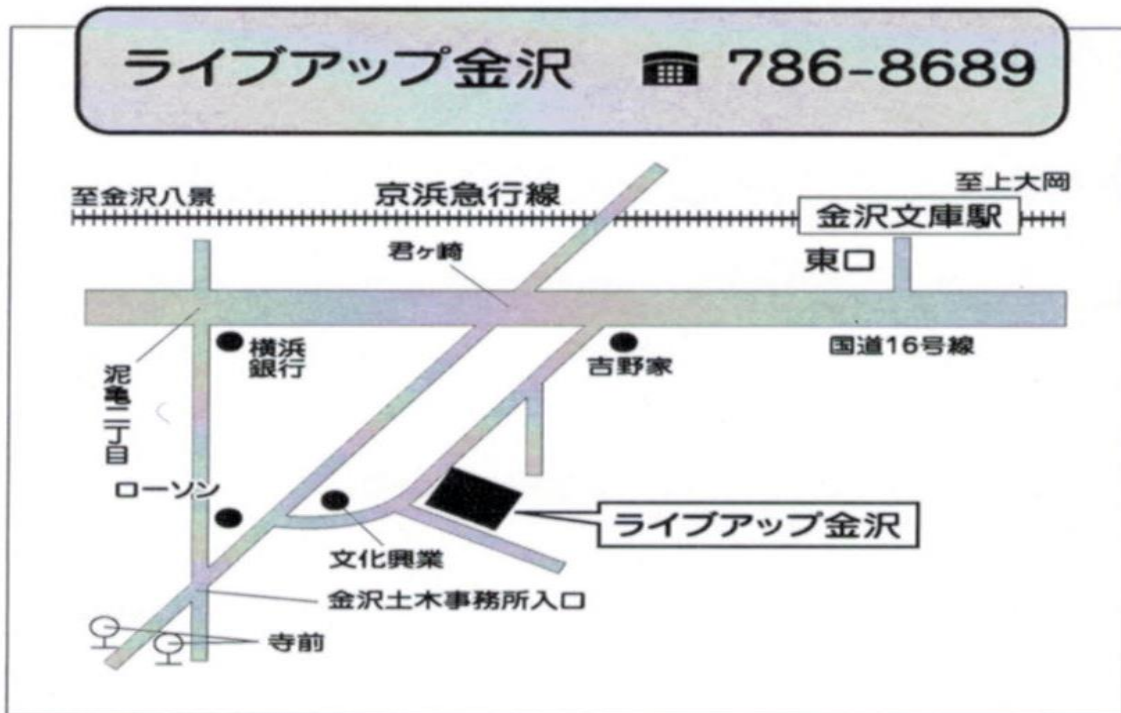 ライブアップ金沢 ☎ 786-8689
至金沢八景
京浜急行線
至上大岡
金沢文庫駅
君ヶ崎
東口
横浜
銀行
吉野家
国道16号線
泥亀二丁目
ローソン
ライブアップ金沢
文化興業
金沢土木事務所入口
寺前